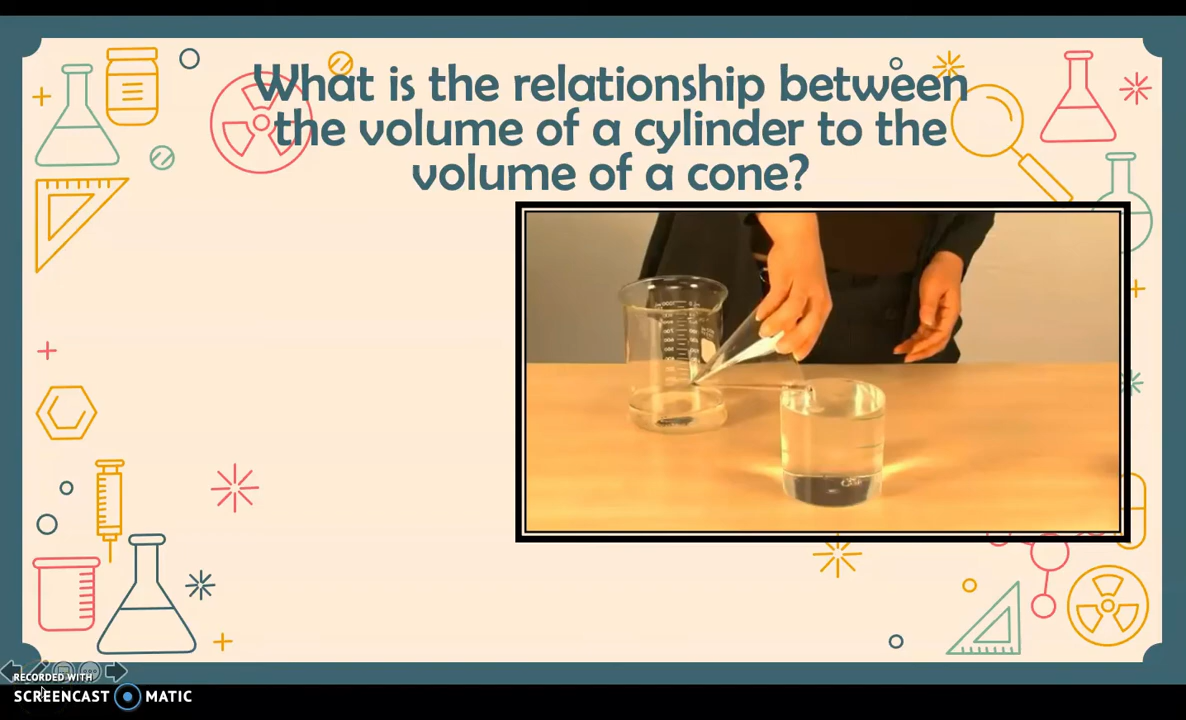 What is the relationship between
the volume of a cylinder to the
volume of a cone?
RECORDED WITH
SCREENCAST MATIC